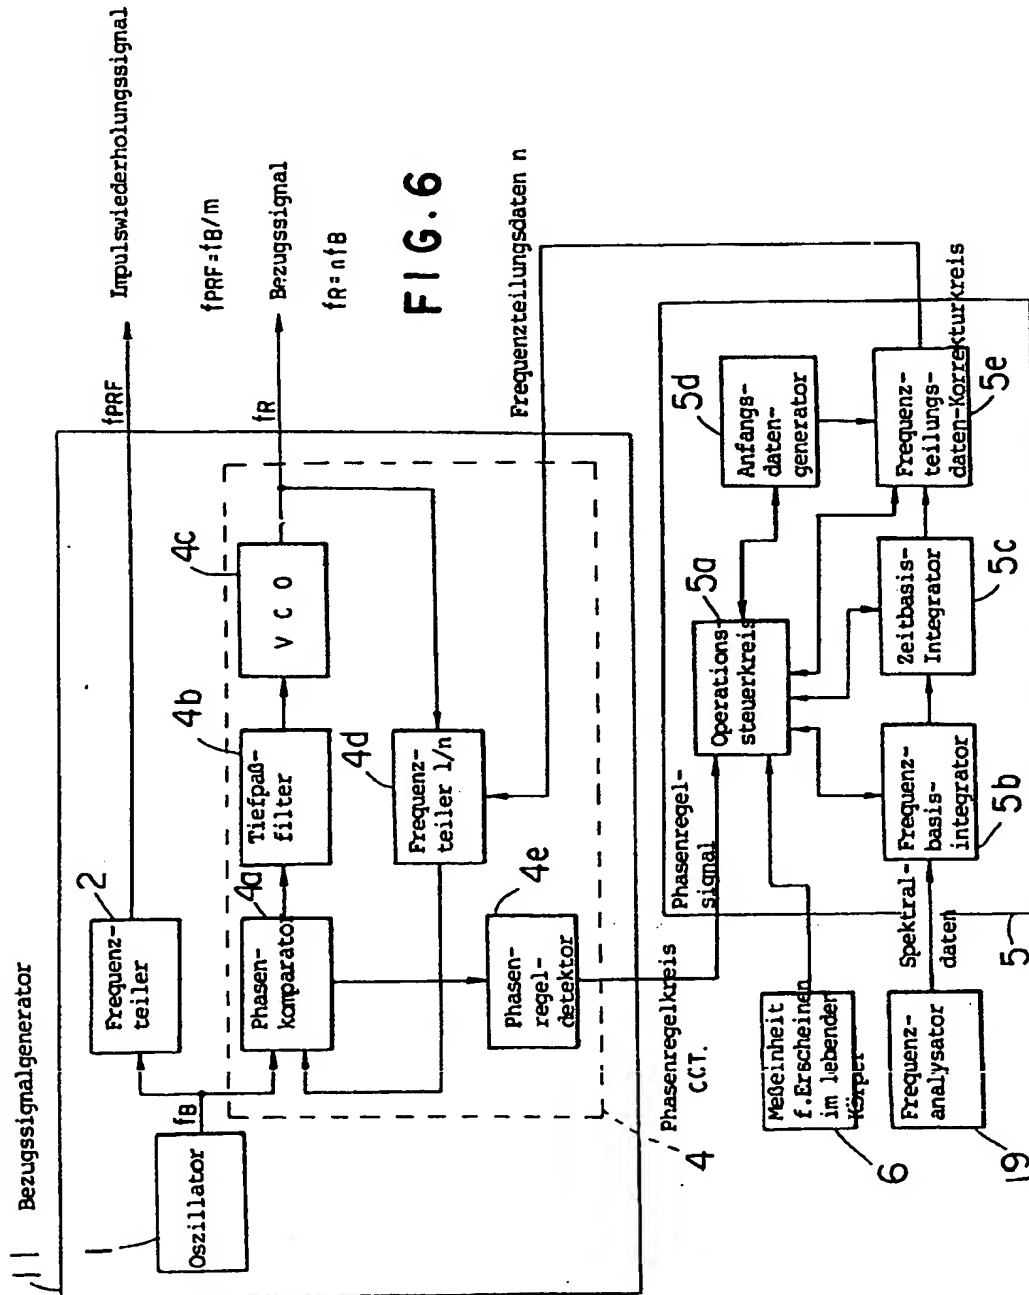 11 Bezugssignalgenerator
1
Oszillator
fB
2
Frequenz-
teiler
fPRF
Impulswiederholungssignal
fPRF=fB/m
4a
Phasen-
komparator
4b
Tiefpaß-
filter
4c
V C O
fR
Bezugssignal
fR=nfB
4d
Frequenz-
teiler 1/n
4e
Phasen-
regel-
detektor
4
FIG.6
Frequenzteilungsdaten n
Phasenregelkreis
CCT.
Phasenregel-
signal
5a
Operations-
steuerkreis
5d
Anfangs-
daten-
generator
6
Meßeinheit
f.Erscheinen
im lebender
Körper
19
Frequenz-
analysator
Spektral-
daten
5
5b
Frequenz-
basis-
integrator
5c
Zeitbasis-
Integrator
5e
Frequenz-
teilungs-
daten-Korrekturkreis